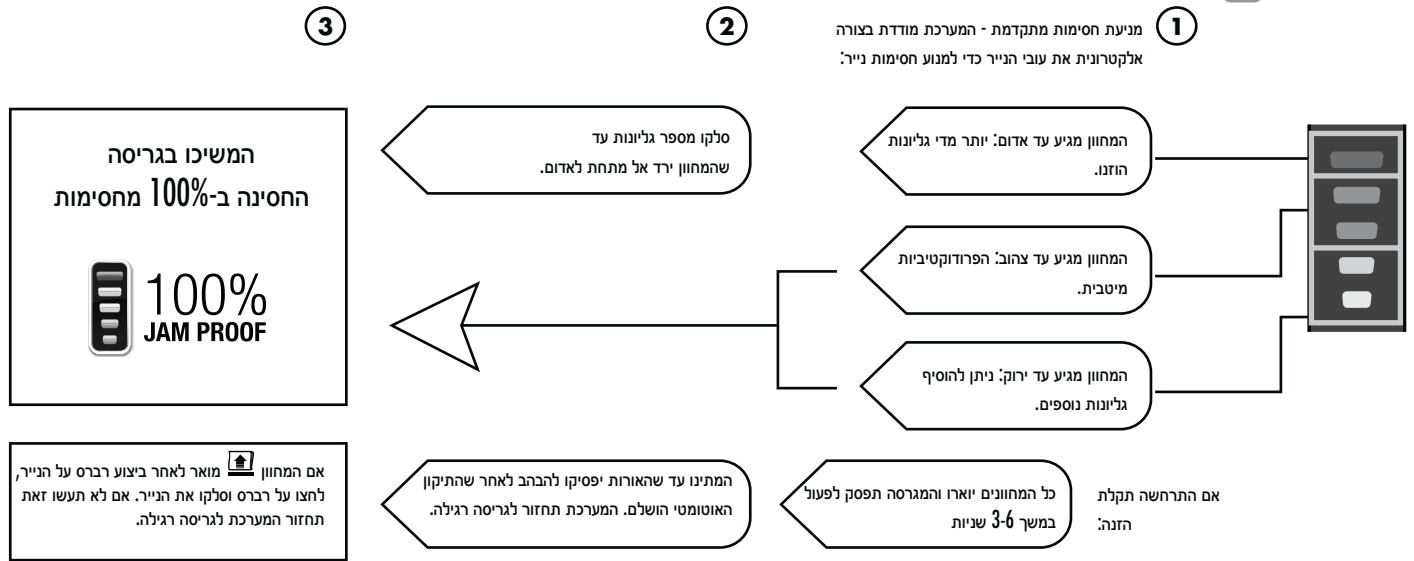 1
מניעת חסימות מתקדמת - המערכת מודדת בצורה
אלקטרונית את עובי הנייר כדי למנוע חסימות נייר:
המחוון מגיע עד אדום: יותר מדי גליונות
הוזנו.
המחוון מגיע עד צהוב: הפרודוקטיביות
מיטבית.
המחוון מגיע עד ירוק: ניתן להוסיף
גליונות נוספים.
2
סלקו מספר גליונות עד
שהמחוון ירד אל מתחת לאדום.
3
המשיכו בגריסה
החסינה ב-100% מחסימות
100%
JAM PROOF
אם התרחשה תקלת
הזנה:
כל המחוונים יוארו והמגרסה תפסק לפעול
במשך 3-6 שניות
המתינו עד שהאורות יפסיקו להבהב לאחר שהתיקון
האוטומטי הושלם. המערכת תחזור לגריסה רגילה.
אם המחוון מואר לאחר ביצוע רברס על הנייר,
לחצו על רברס וסלקו את הנייר. אם לא תעשו זאת
תחזור המערכת לגריסה רגילה.